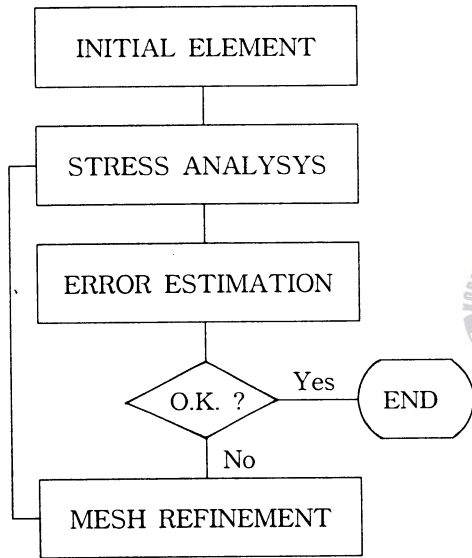 INITIAL ELEMENT
STRESS ANALYSYS
ERROR ESTIMATION
O.K. ?
Yes
END
No
MESH REFINEMENT